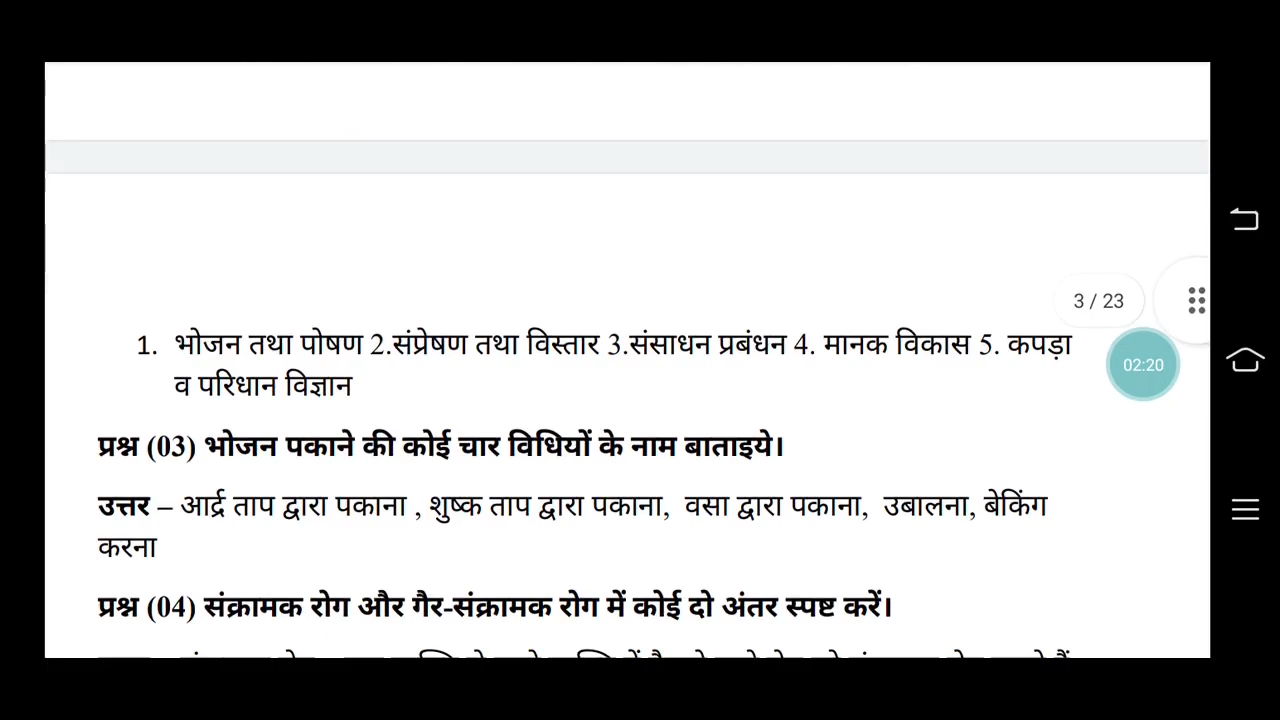 3 / 23
02:20
1. भोजन तथा पोषण 2.संप्रेषण तथा विस्तार 3.संसाधन प्रबंधन 4. मानक विकास 5. कपड़ा
व परिधान विज्ञान
प्रश्न (03) भोजन पकाने की कोई चार विधियों के नाम बाताइये।
उत्तर – आर्द्र ताप द्वारा पकाना , शुष्क ताप द्वारा पकाना, वसा द्वारा पकाना, उबालना, बेकिंग
करना
प्रश्न (04) संक्रामक रोग और गैर-संक्रामक रोग में कोई दो अंतर स्पष्ट करें।